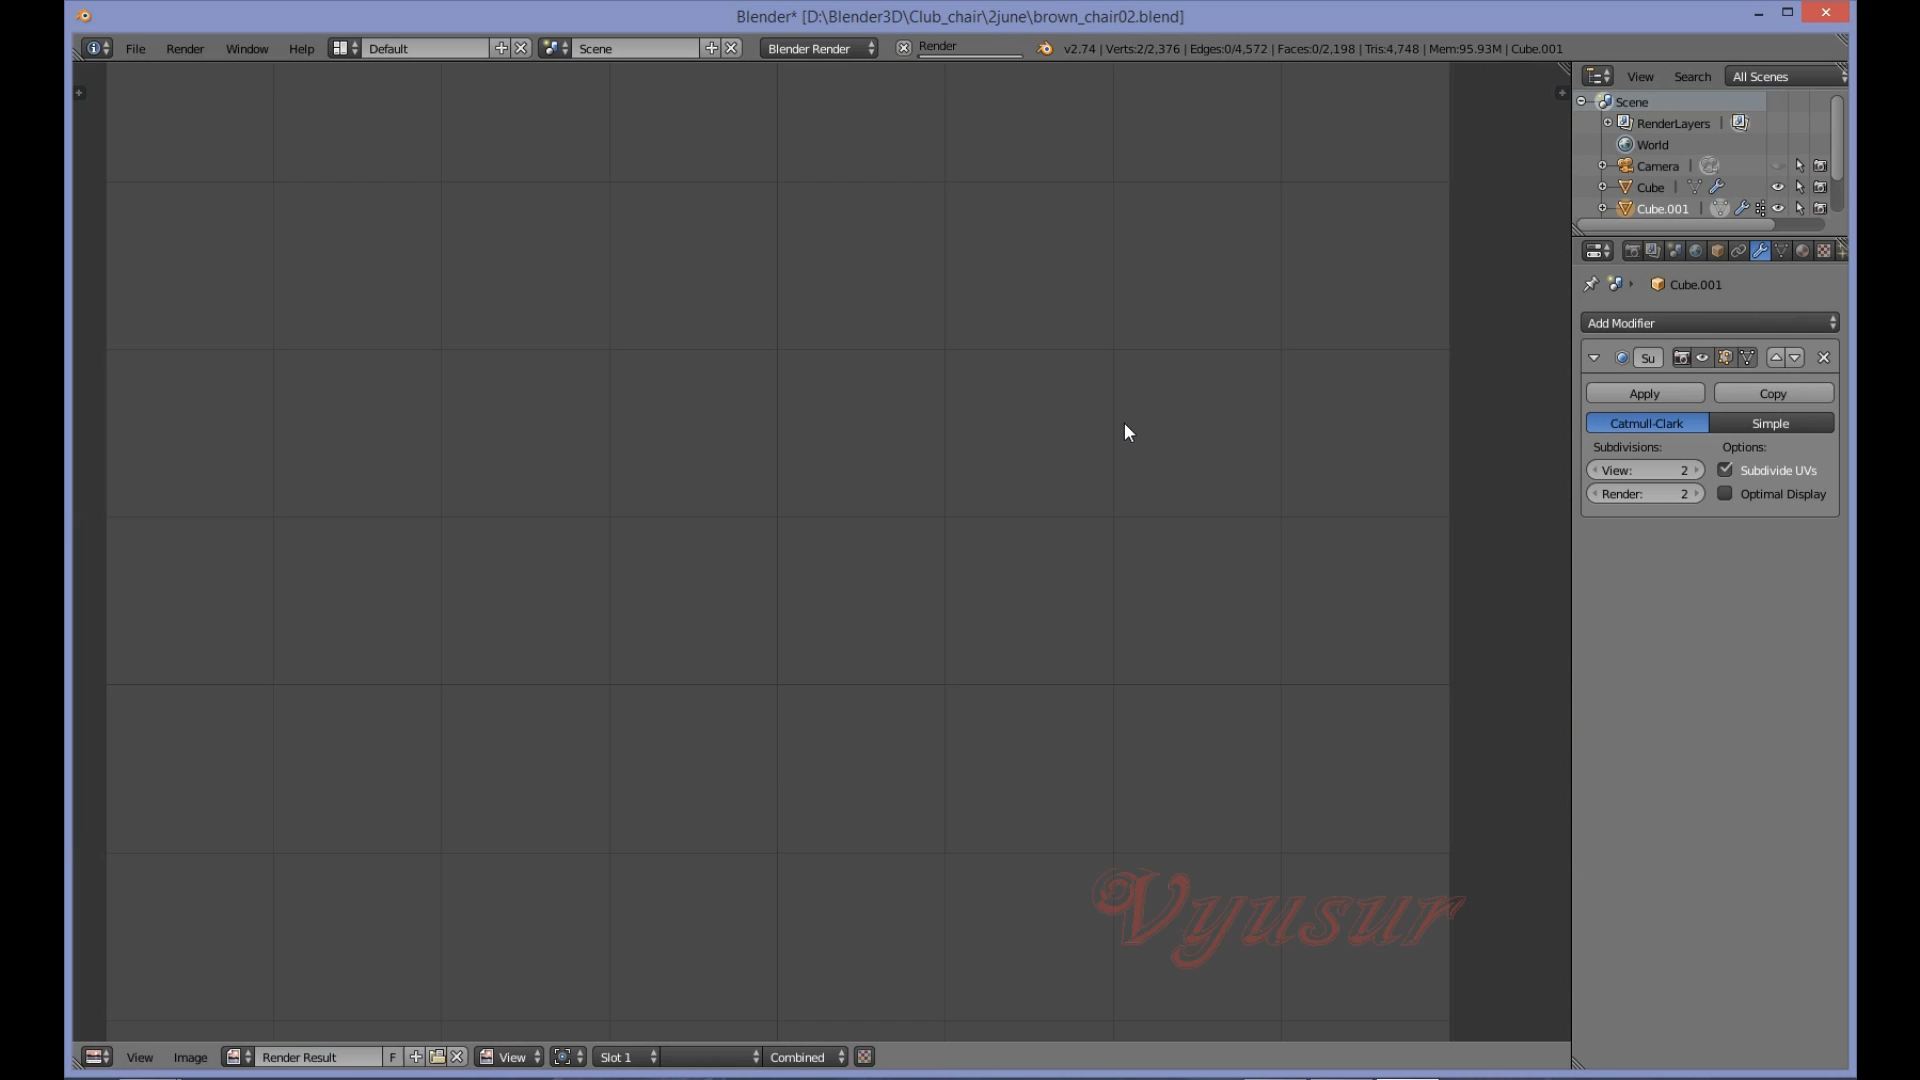 Blender* [D:\Blender3D\Club_chair\2june\brown_chair02.blend]
File Render Window Help Default Scene Blender Render Render v2.74 | Verts:2/2,376 | Edges:0/4,572 | Faces:0/2,198 | Tris:4,748 | Mem:95.93M | Cube.001
View Search All Scenes
Scene
RenderLayers
World
Camera
Cube
Cube.001
Cube.001
Add Modifier
Su
Apply Copy
Catmull-Clark Simple
Subdivisions: Options:
View: 2 Subdivide UVs
Render: 2 Optimal Display
Vyusur
View Image Render Result F View Slot 1 Combined